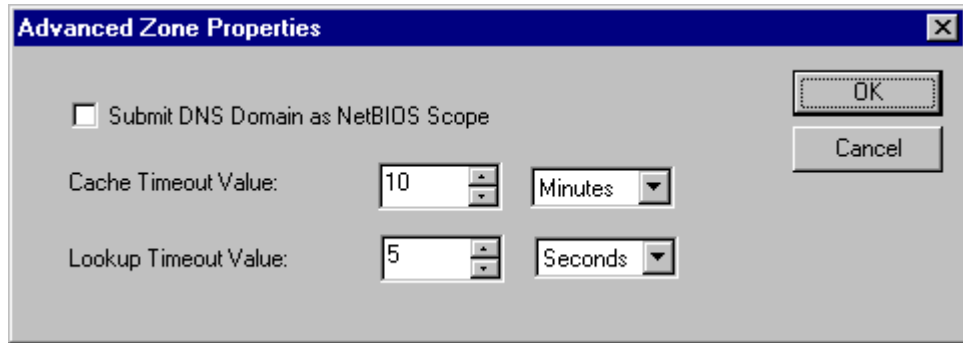 Advanced Zone Properties
Submit DNS Domain as NetBIOS Scope
OK
Cancel
Cache Timeout Value: 10 Minutes
Lookup Timeout Value: 5 Seconds